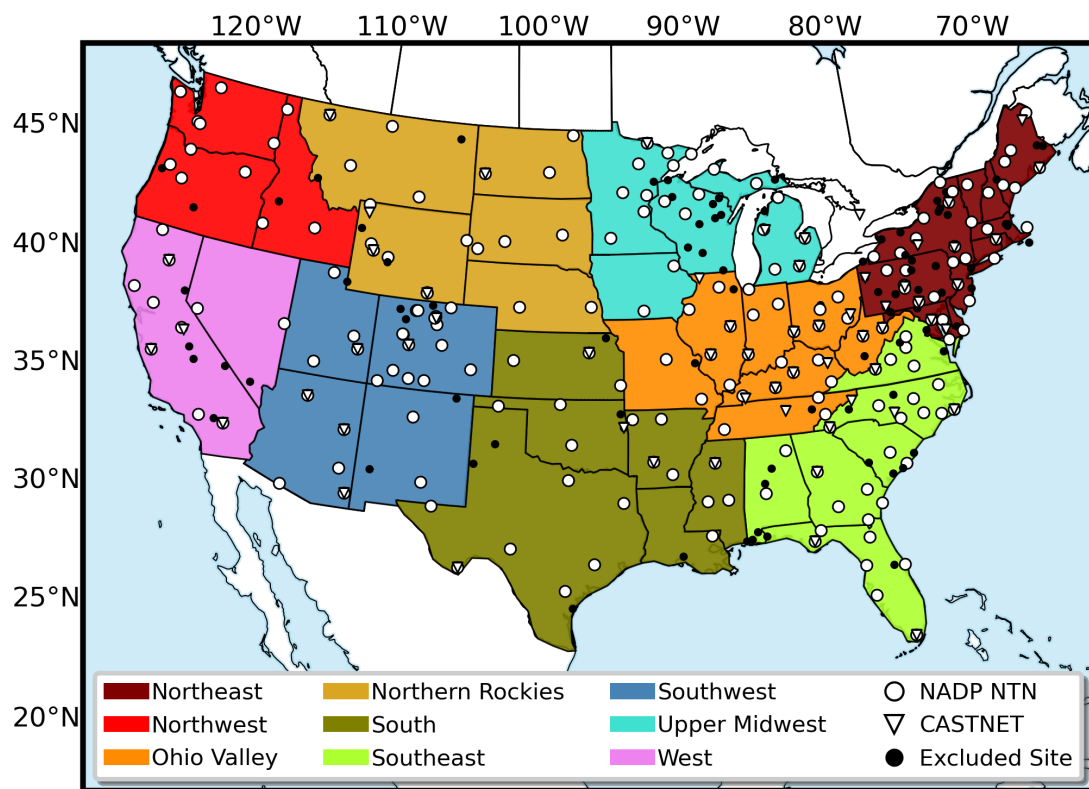 120°W 110°W 100°W 90°W 80°W 70°W
45°N
40°N
35°N
30°N
25°N
20°N
Northeast Northern Rockies Southwest NADP NTN
Northwest South Upper Midwest CASTNET
Ohio Valley Southeast West Excluded Site